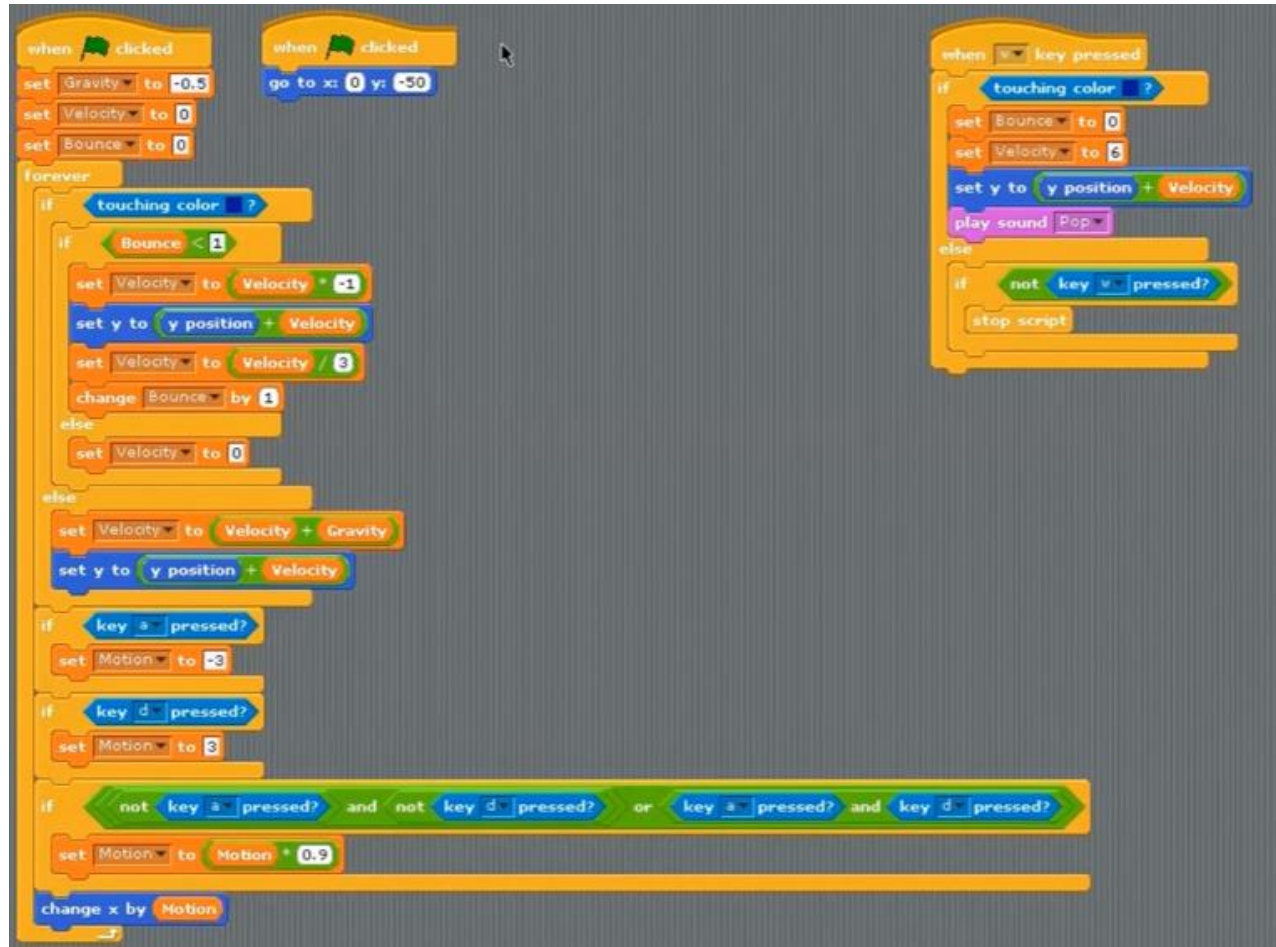 when clicked
set Gravity to -0.5
set Velocity to 0
set Bounce to 0
forever
if touching color ?
if Bounce < 1
set Velocity to Velocity * -1
set y to y position + Velocity
set Velocity to Velocity / 3
change Bounce by 1
else
set Velocity to 0
else
set Velocity to Velocity + Gravity
set y to y position + Velocity
if key a pressed?
set Motion to -3
if key d pressed?
set Motion to 3
if not key a pressed? and not key d pressed? or key a pressed? and key d pressed?
set Motion to Motion * 0.9
change x by Motion
when clicked
go to x: 0 y: -50
when key pressed
if touching color ?
set Bounce to 0
set Velocity to 6
set y to y position + Velocity
play sound Pop
else
if not key pressed?
stop script